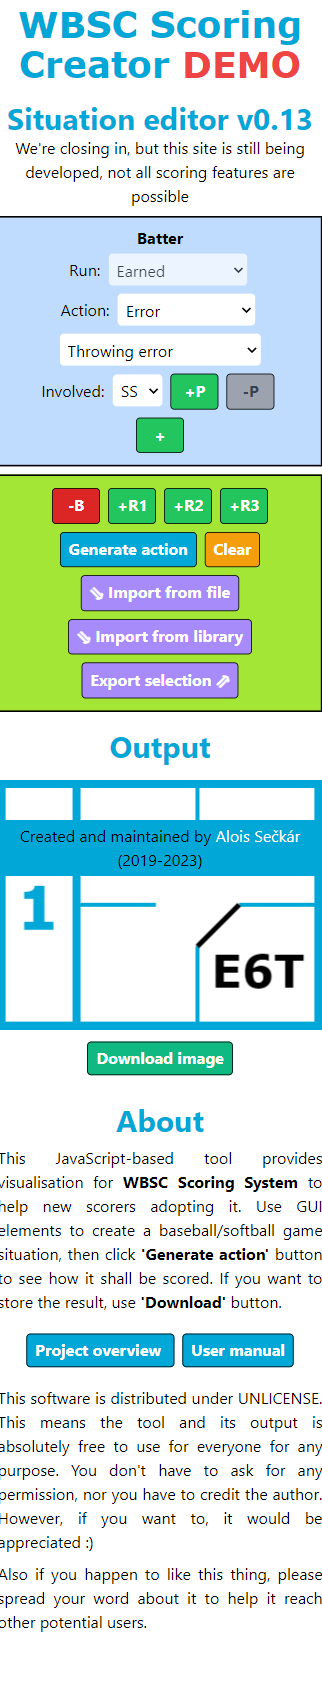 WBSC Scoring
Creator DEMO
Situation editor v0.13
We're closing in, but this site is still being
developed, not all scoring features are
possible
Batter
Run: Earned
Action: Error
Throwing error
Involved: SS +P -P
+
-B +R1 +R2 +R3
Generate action Clear
Import from file
Import from library
Export selection
Output
Created and maintained by Alois Sečkár
(2019-2023)
1
E6T
Download image
About
This JavaScript-based tool provides
visualisation for WBSC Scoring System to
help new scorers adopting it. Use GUI
elements to create a baseball/softball game
situation, then click 'Generate action' button
to see how it shall be scored. If you want to
store the result, use 'Download' button.
Project overview User manual
This software is distributed under UNLICENSE.
This means the tool and its output is
absolutely free to use for everyone for any
purpose. You don't have to ask for any
permission, nor you have to credit the author.
However, if you want to, it would be
appreciated :)
Also if you happen to like this thing, please
spread your word about it to help it reach
other potential users.